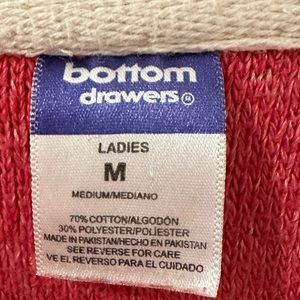 bottom
drawers®
LADIES
M
MEDIUM/MEDIANO
70% COTTON/ALGODÓN
30% POLYESTER/POLIESTER
MADE IN PAKISTAN/HECHO EN PAKISTAN
SEE REVERSE FOR CARE
VE EL REVERSO PARA EL CUIDADO